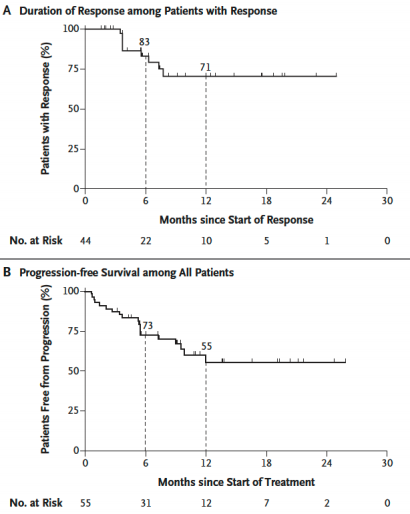 A Duration of Response among Patients with Response
Patients with Response (%)
100
75
50
25
0
83
71
0 6 12 18 24 30
Months since Start of Response
No. at Risk 44 22 10 5 1 0
B Progression-free Survival among All Patients
Patients Free from Progression (%)
100
75
50
25
0
73
55
0 6 12 18 24 30
Months since Start of Treatment
No. at Risk 55 31 12 7 2 0